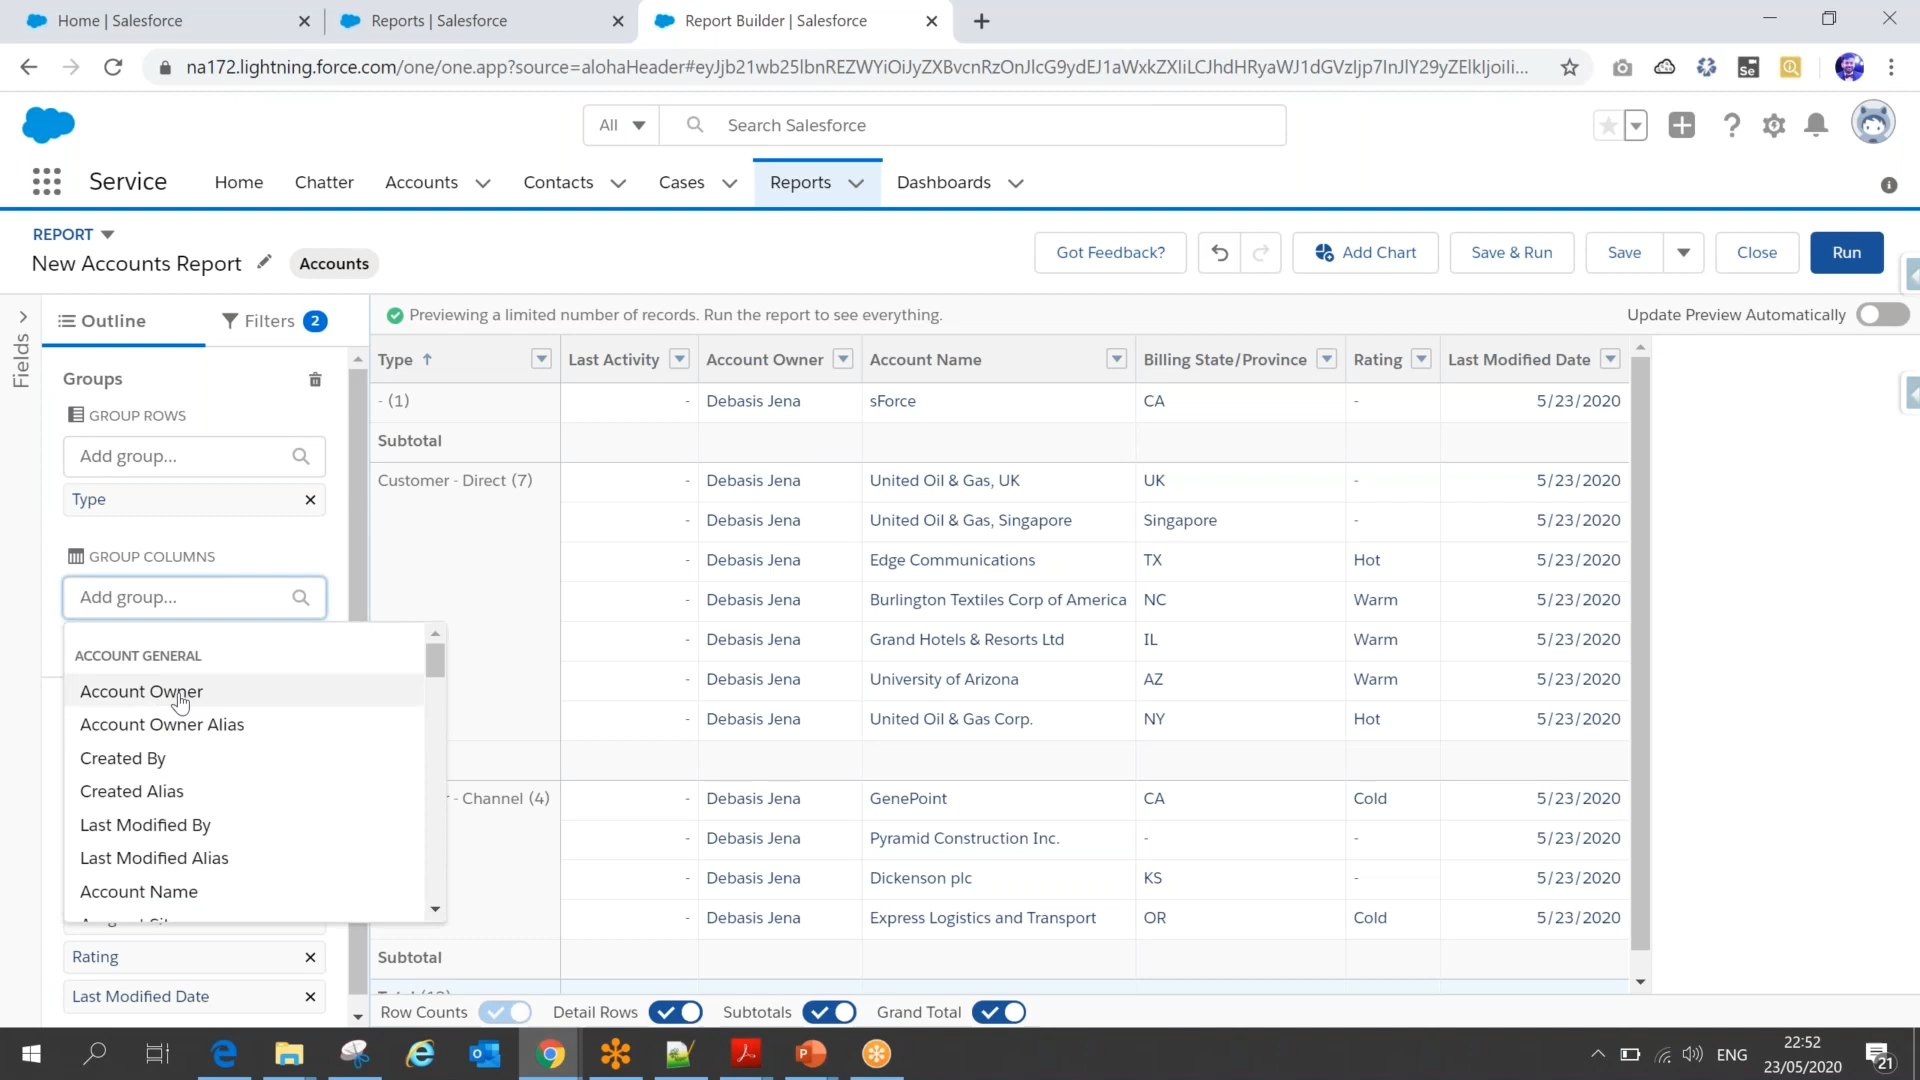 Home | Salesforce
Reports | Salesforce
Report Builder | Salesforce
na172.lightning.force.com/one/one.app?source=alohaHeader#eyJjb21wb25lbnREZWYiOiJyZXBvcnRzOnJlcG9ydEJ1aWxkZXIiLCJhdHRyaWJ1dGVzIjp7InJlY29yZElkIjoiIi...
Se
All
Search Salesforce
Service
Home
Chatter
Accounts
Contacts
Cases
Reports
Dashboards
REPORT
New Accounts Report
Accounts
Got Feedback?
Add Chart
Save & Run
Save
Close
Run
Fields
Outline
Filters 2
Previewing a limited number of records. Run the report to see everything.
Update Preview Automatically
Groups
GROUP ROWS
Add group...
Type
GROUP COLUMNS
Add group...
ACCOUNT GENERAL
Account Owner
Account Owner Alias
Created By
Created Alias
Last Modified By
Last Modified Alias
Account Name
Rating
Last Modified Date
Type Last Activity Account Owner Account Name Billing State/Province Rating Last Modified Date
- (1) - Debasis Jena sForce CA - 5/23/2020
Subtotal
Customer - Direct (7) - Debasis Jena United Oil & Gas, UK UK - 5/23/2020
- Debasis Jena United Oil & Gas, Singapore Singapore - 5/23/2020
- Debasis Jena Edge Communications TX Hot 5/23/2020
- Debasis Jena Burlington Textiles Corp of America NC Warm 5/23/2020
- Debasis Jena Grand Hotels & Resorts Ltd IL Warm 5/23/2020
- Debasis Jena University of Arizona AZ Warm 5/23/2020
- Debasis Jena United Oil & Gas Corp. NY Hot 5/23/2020
- Channel (4) - Debasis Jena GenePoint CA Cold 5/23/2020
- Debasis Jena Pyramid Construction Inc. - - 5/23/2020
- Debasis Jena Dickenson plc KS - 5/23/2020
- Debasis Jena Express Logistics and Transport OR Cold 5/23/2020
Subtotal
Row Counts
Detail Rows
Subtotals
Grand Total
ENG
22:52
23/05/2020
21